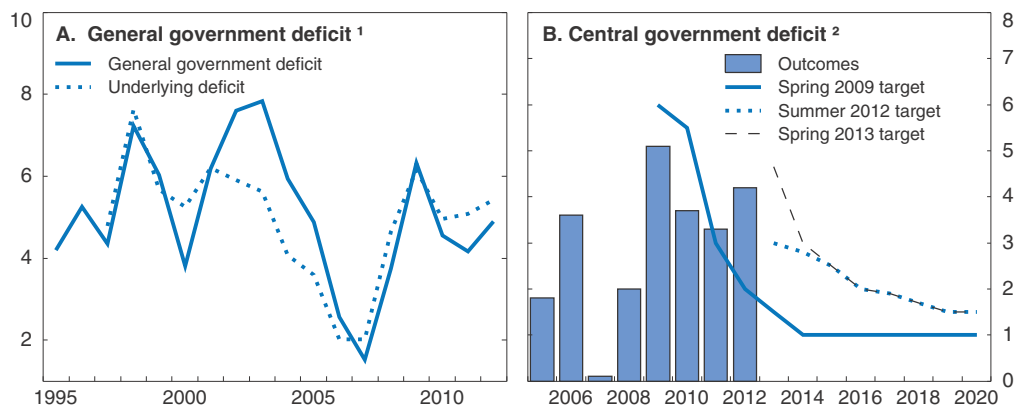 A. General government deficit ¹
General government deficit
Underlying deficit
10
8
6
4
2
1995 2000 2005 2010
B. Central government deficit ²
Outcomes
Spring 2009 target
Summer 2012 target
Spring 2013 target
8
7
6
5
4
3
2
1
0
2006 2008 2010 2012 2014 2016 2018 2020